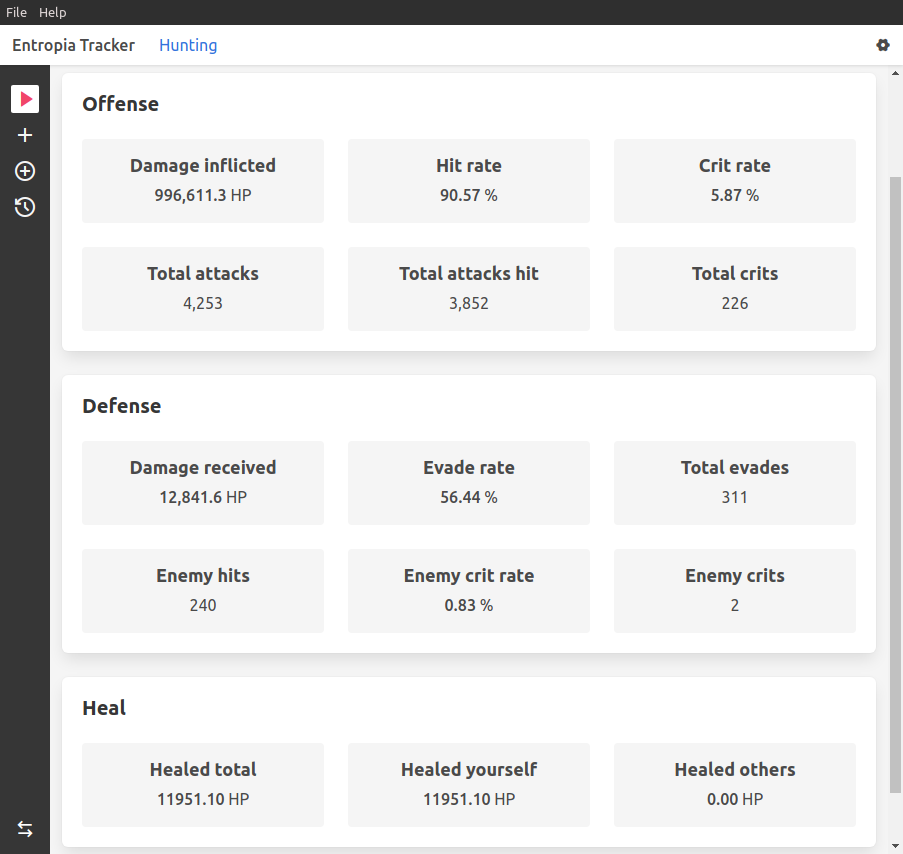 File Help
Entropia Tracker Hunting
Offense
Damage inflicted Hit rate Crit rate
996,611.3 HP 90.57 % 5.87 %
Total attacks Total attacks hit Total crits
4,253 3,852 226
Defense
Damage received Evade rate Total evades
12,841.6 HP 56.44 % 311
Enemy hits Enemy crit rate Enemy crits
240 0.83 % 2
Heal
Healed total Healed yourself Healed others
11951.10 HP 11951.10 HP 0.00 HP